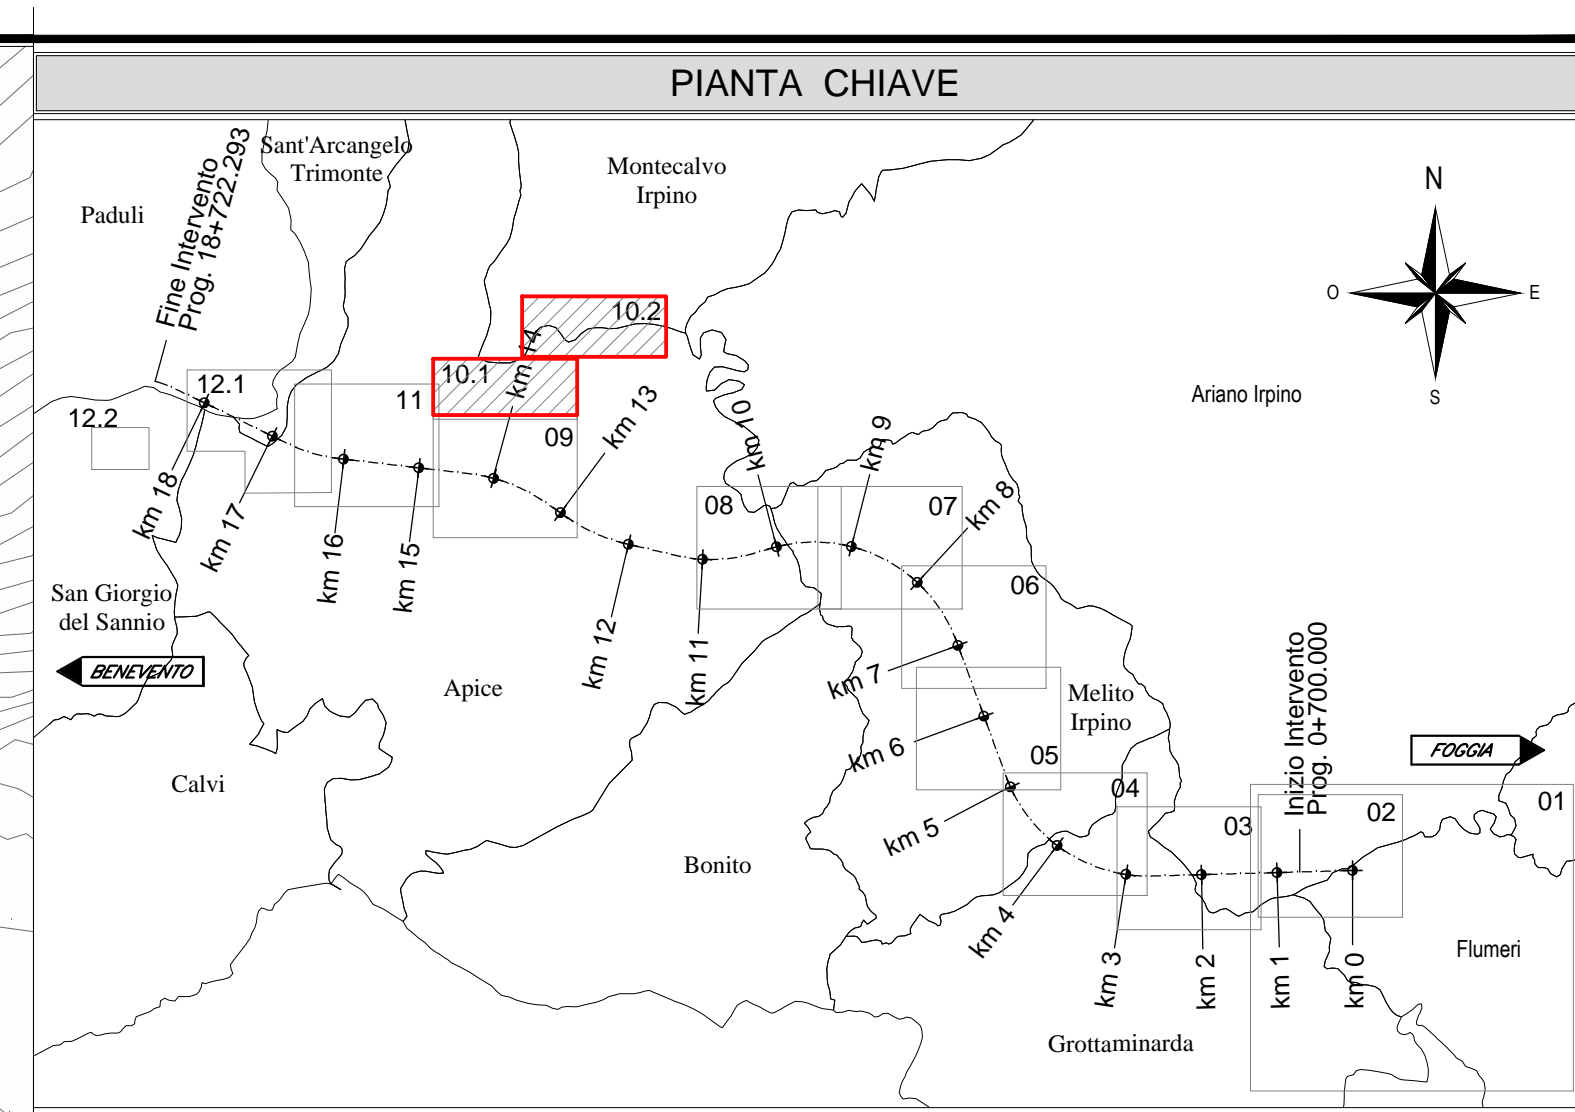 PIANTA CHIAVE
Sant'Arcangelo
Trimonte
Montecalvo
Irpino
Paduli
Fine Intervento
Prog. 18+722.293
N
O
E
S
10.2
10.1
km 14
12.1
12.2
11
09
km 13
km 10
km 9
Ariano Irpino
km 18
km 17
km 16
km 15
08
07
km 8
06
San Giorgio
del Sannio
BENEVENTO
km 12
km 11
km 7
Apice
Melito
Irpino
Inizio Intervento
Prog. 0+700.000
FOGGIA
km 6
05
Calvi
04
03
02
01
km 5
Bonito
km 4
km 3
km 2
km 1
km 0
Flumeri
Grottaminarda